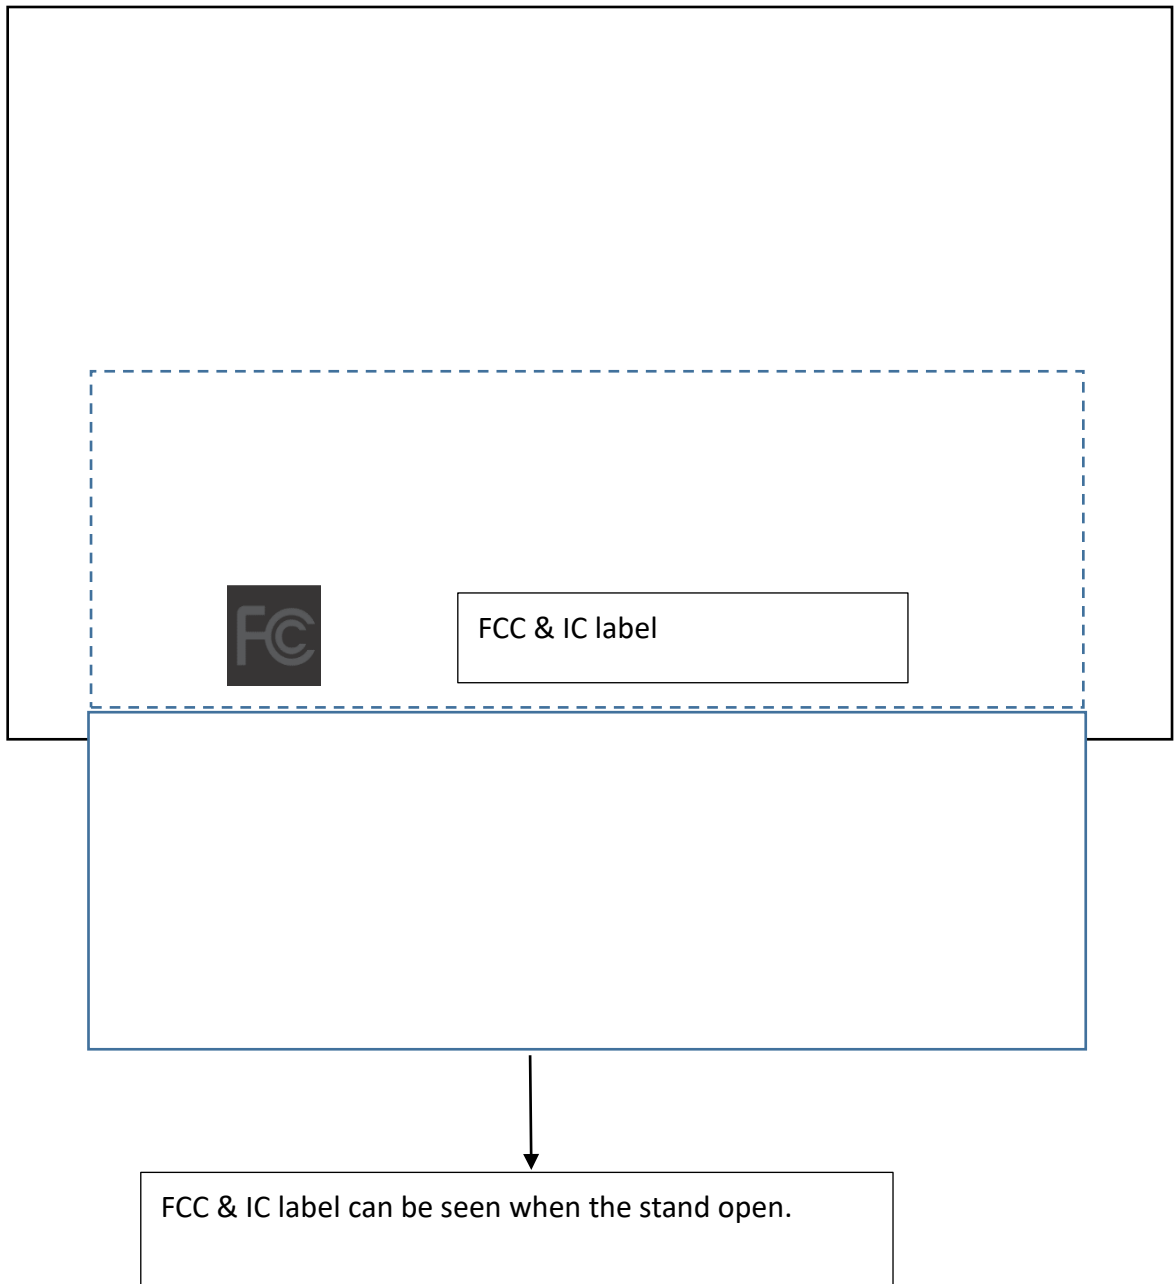 FC
FCC & IC label
FCC & IC label can be seen when the stand open.